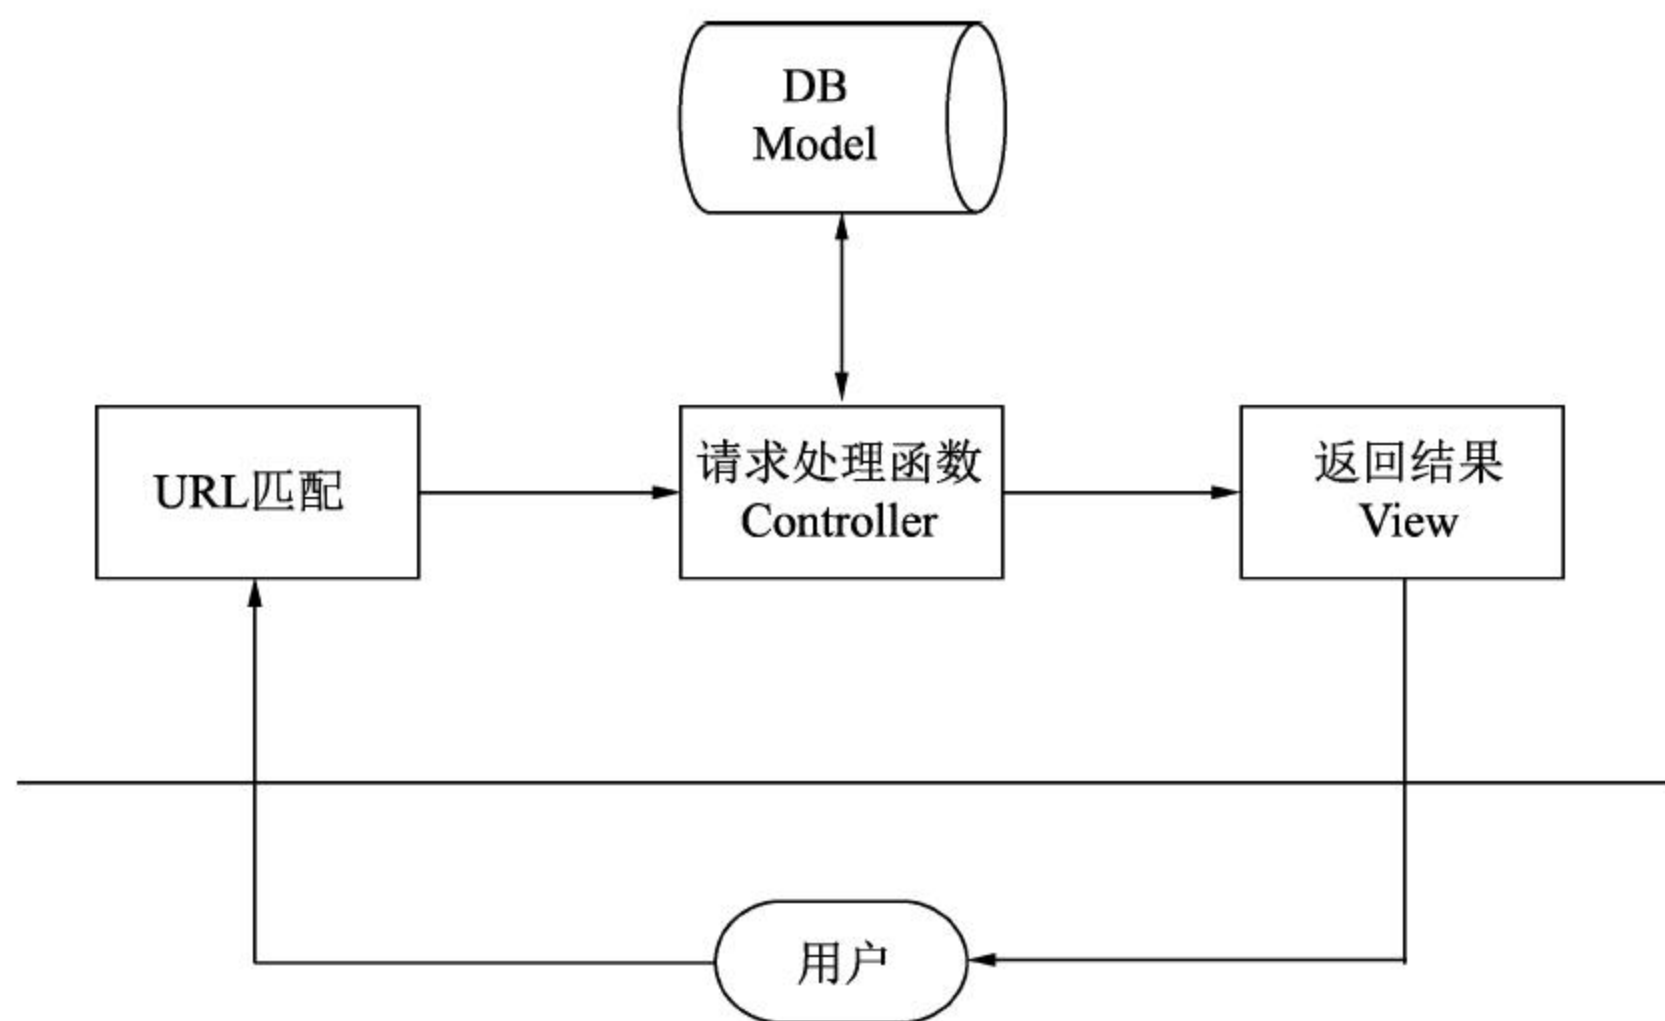 DB
Model
URL匹配
请求处理函数
Controller
返回结果
View
用户